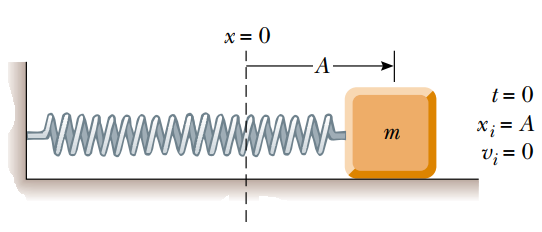 x = 0
A
m
t = 0
x_i = A
v_i = 0